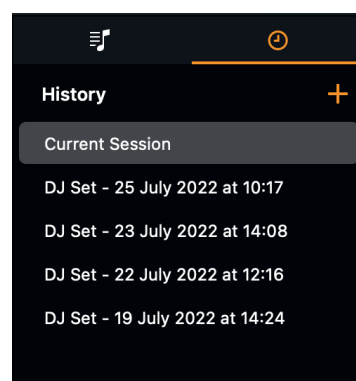 History
Current Session
DJ Set - 25 July 2022 at 10:17
DJ Set - 23 July 2022 at 14:08
DJ Set - 22 July 2022 at 12:16
DJ Set - 19 July 2022 at 14:24